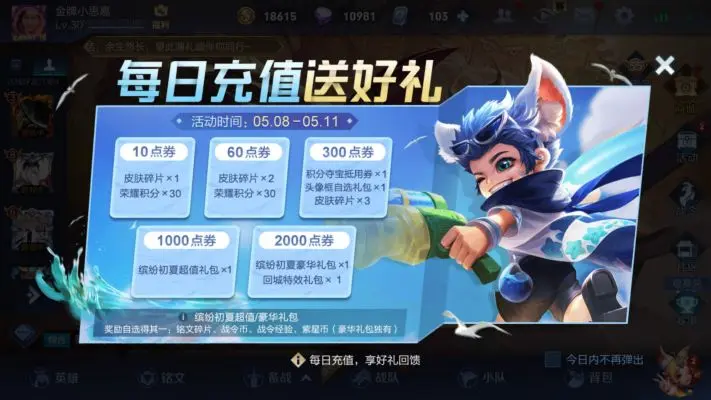 金牌小恩嘉
Lv.30
福利
18615
10981
103
每日充值送好礼
活动时间：05.08-05.11
10点券
皮肤碎片×1
荣耀积分×30
60点券
皮肤碎片×2
荣耀积分×30
300点券
积分夺宝抵用券×1
头像框自选礼包×1
皮肤碎片×3
1000点券
缤纷初夏超值礼包×1
2000点券
缤纷初夏豪华礼包×1
回城特效礼包×1
缤纷初夏超值/豪华礼包
奖励自选得其一：铭文碎片、战令币、战令经验、紫星币（豪华礼包独有）
每日充值，享好礼回馈
今日内不再弹出
英雄
铭文
备战
战队
小队
背包